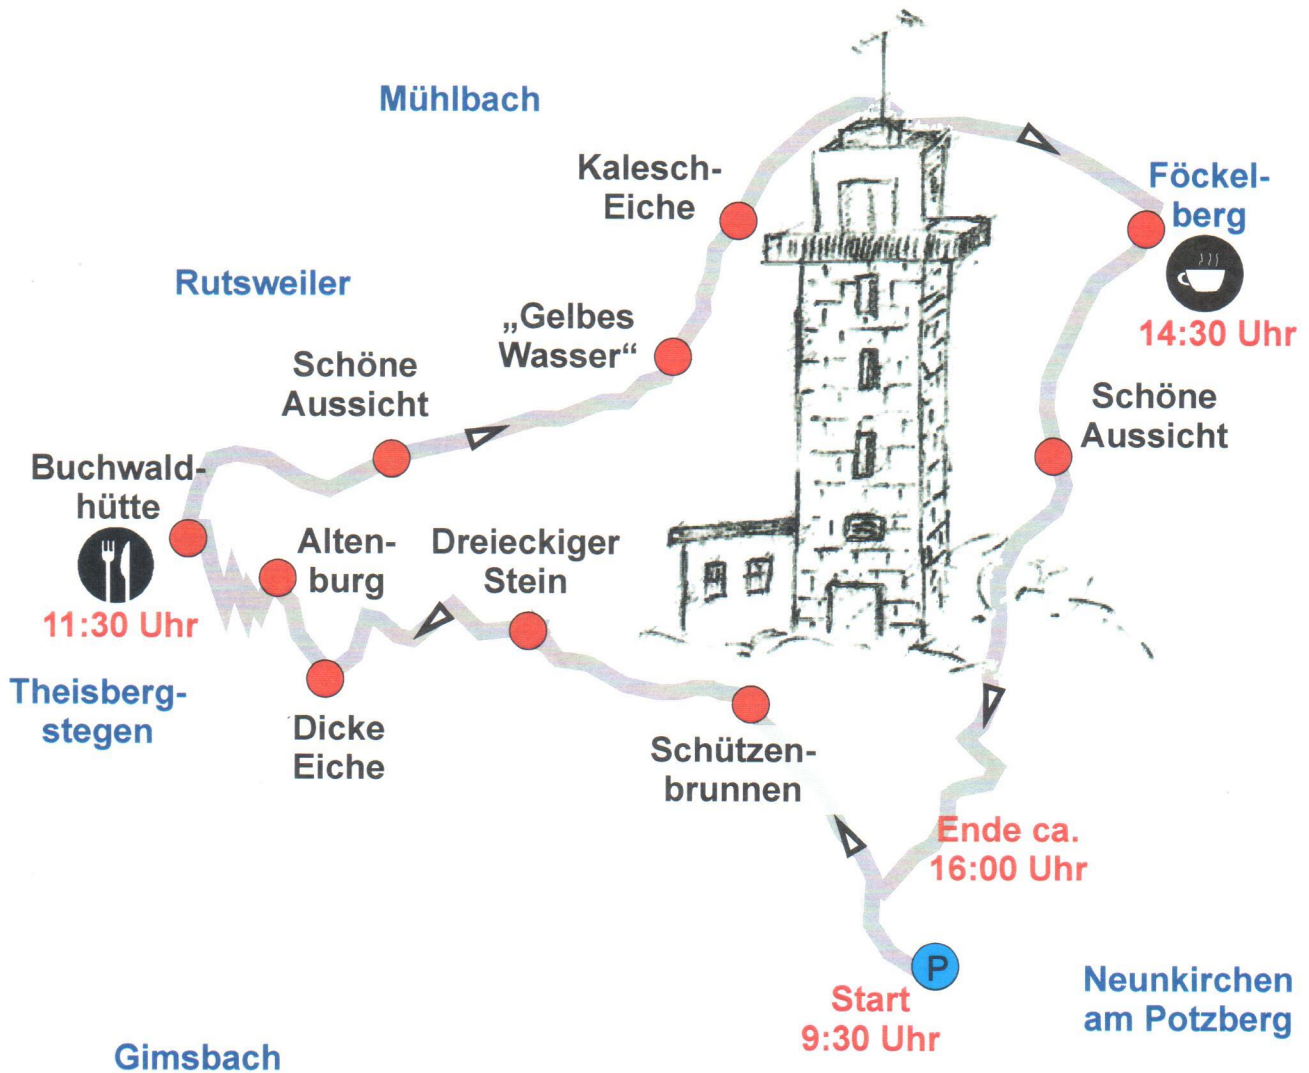 Mühlbach
Kalesch-
Eiche
Föckel-
berg
14:30 Uhr
Rutsweiler
„Gelbes
Wasser“
Schöne
Aussicht
Schöne
Aussicht
Buchwald-
hütte
11:30 Uhr
Alten-
burg
Dreieckiger
Stein
Theisberg-
stegen
Dicke
Eiche
Schützen-
brunnen
Ende ca.
16:00 Uhr
P
Start
9:30 Uhr
Neunkirchen
am Potzberg
Gimsbach